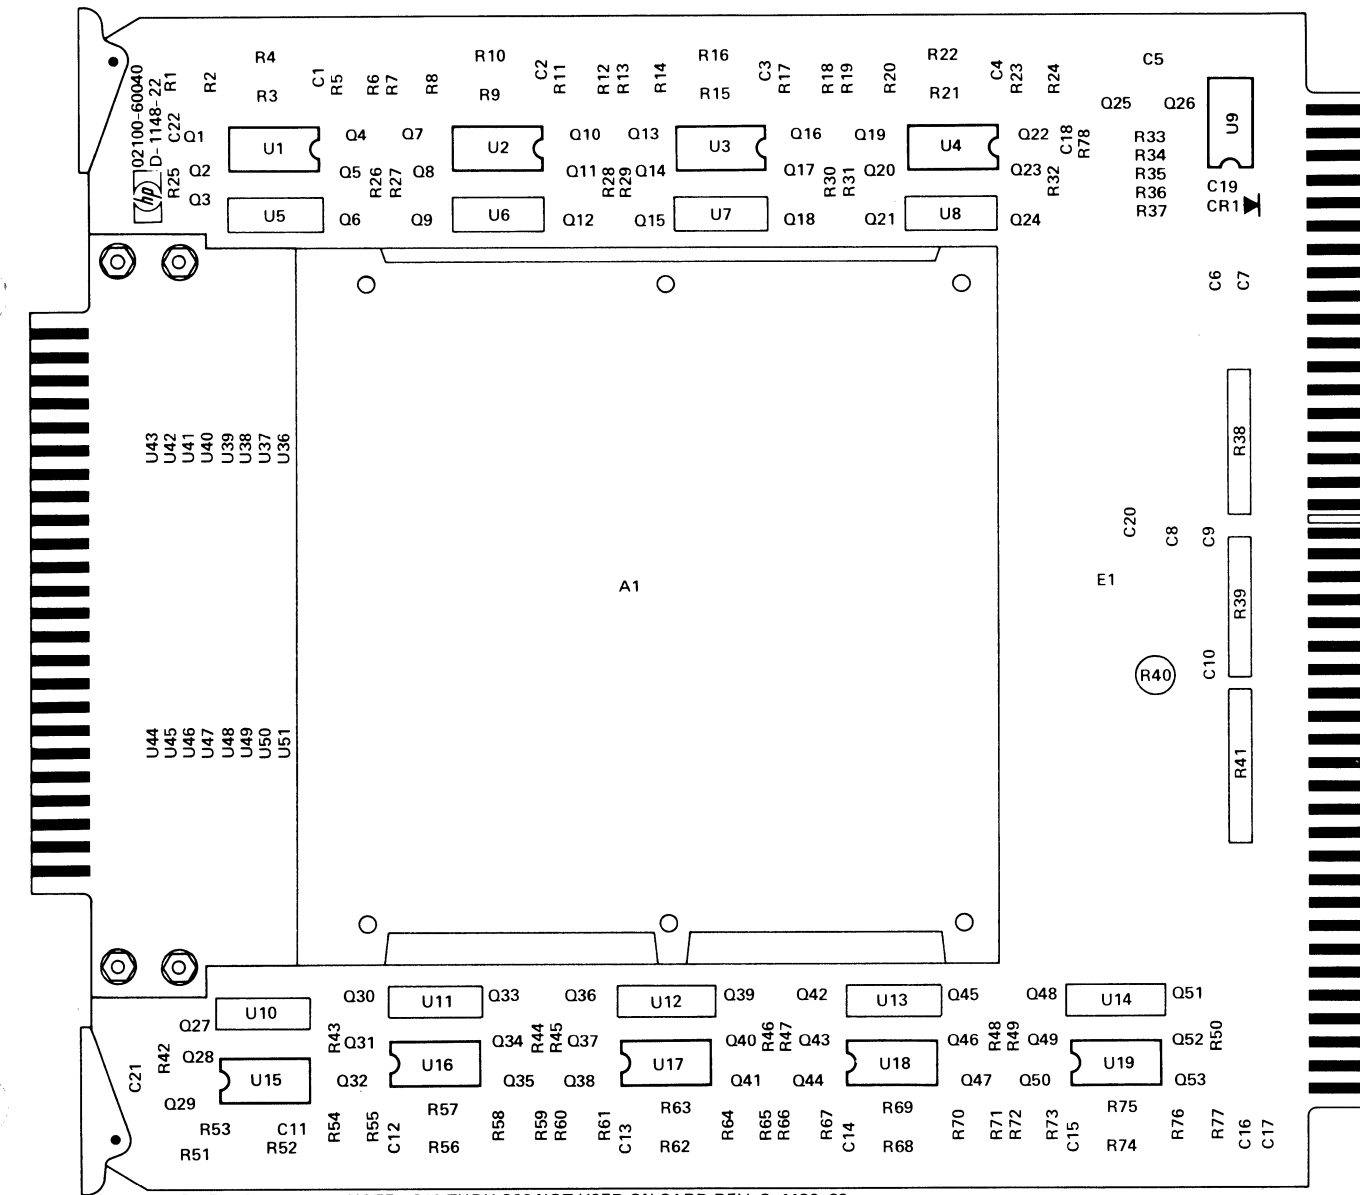 R4 R10 R16 R22 C5
02100-60040
D-1148-22
hp
R1 R2 C1 R5 R6 R7 R8 C2 R11 R12 R13 R14 C3 R17 R18 R19 R20 C4 R23 R24
R3 R9 R15 R21
Q25 Q26 U9
C22 Q1 U1 Q4 Q7 U2 Q10 Q13 U3 Q16 Q19 U4 Q22 C18 R78
R33
R34
R35
R36
R37
Q2 Q5 Q8 Q11 Q14 Q17 Q20 Q23
R25 R26 R27 R28 R29 R30 R31 R32
C19
CR1
Q3 U5 Q6 Q9 U6 Q12 Q15 U7 Q18 Q21 U8 Q24
C6 C7
U43 U42 U41 U40 U39 U38 U37 U36
R38
C20 C8 C9
A1
E1
R39
R40 C10
U44 U45 U46 U47 U48 U49 U50 U51
R41
Q30 U11 Q33 Q36 U12 Q39 Q42 U13 Q45 Q48 U14 Q51
U10
Q27
R43 Q31 Q34 R44 R45 Q37 Q40 R46 R47 Q43 Q46 R48 R49 Q49 Q52 R50
R42 Q28
U16 U17 U18 U19
C21 U15 Q32 Q35 Q38 Q41 Q44 Q47 Q50 Q53
Q29
R57 R63 R69 R75
R53 C11 R54 R55 C12 R58 R59 R60 R61 C13 R64 R65 R66 R67 C14 R70 R71 R72 R73 C15 R76 R77 C16 C17
R51 R52 R56 R62 R68 R74